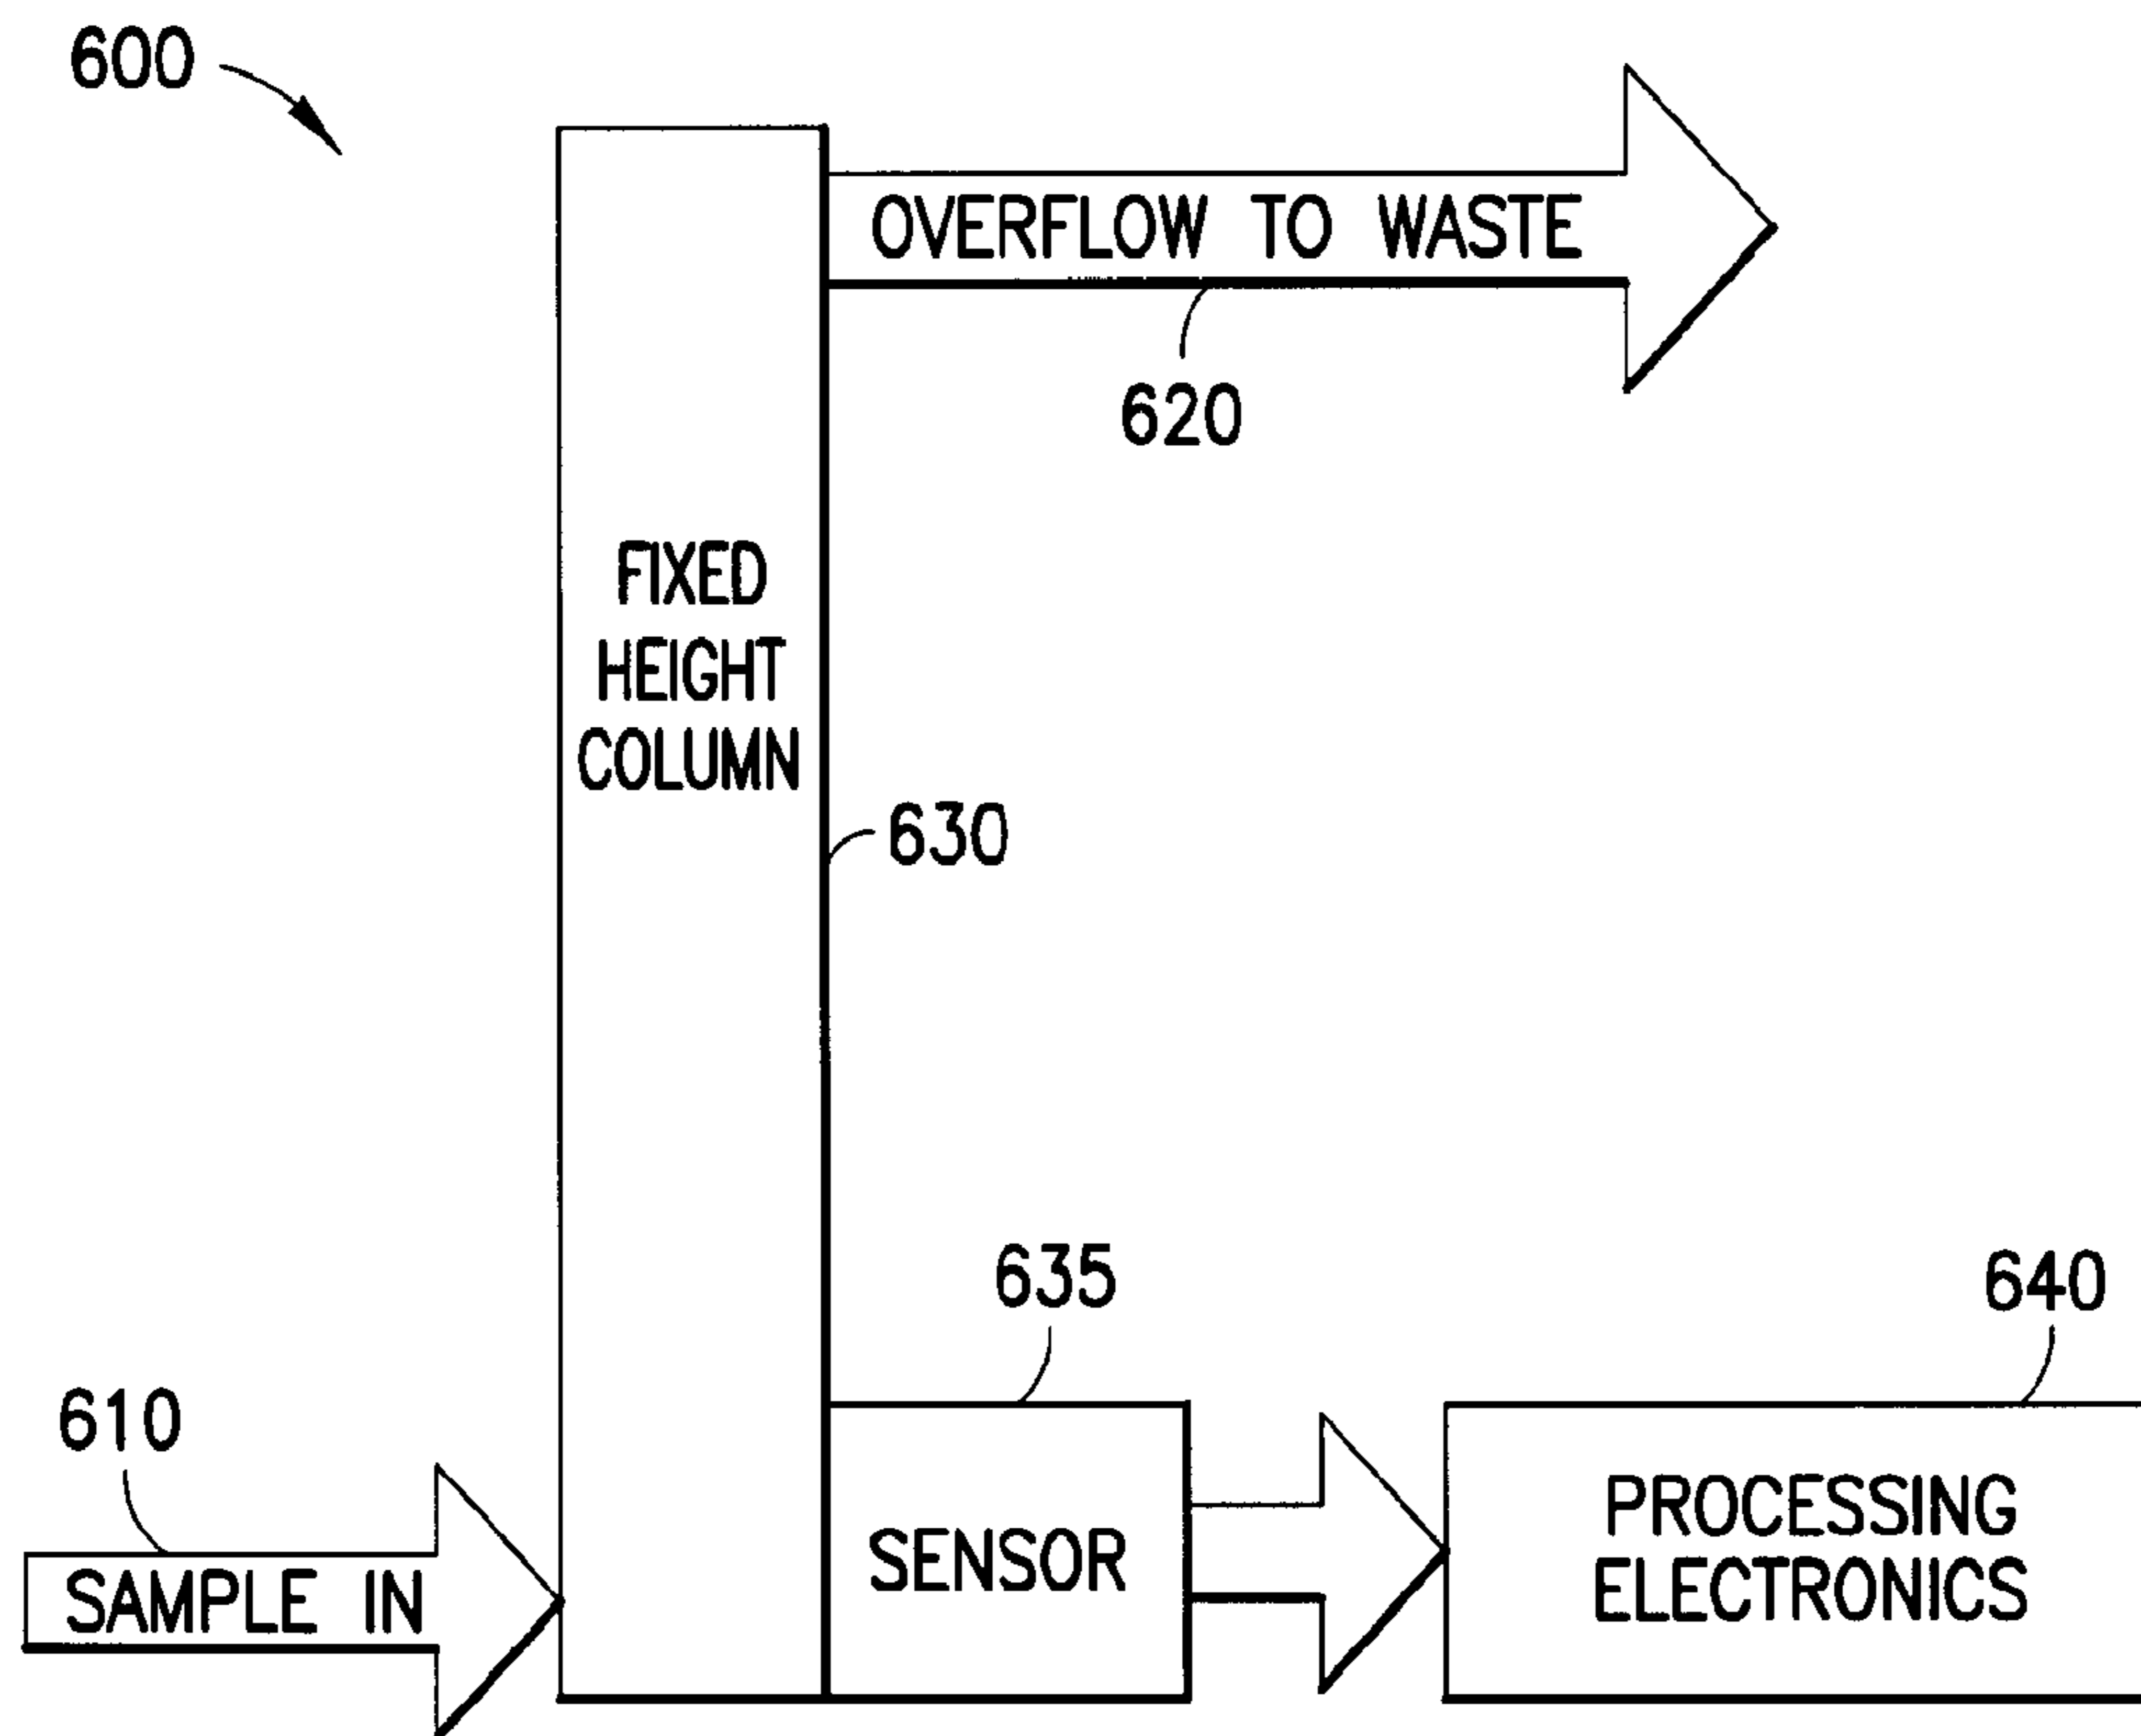 600
OVERFLOW TO WASTE
620
FIXED
HEIGHT
COLUMN
630
635
640
610
SAMPLE IN
SENSOR
PROCESSING
ELECTRONICS